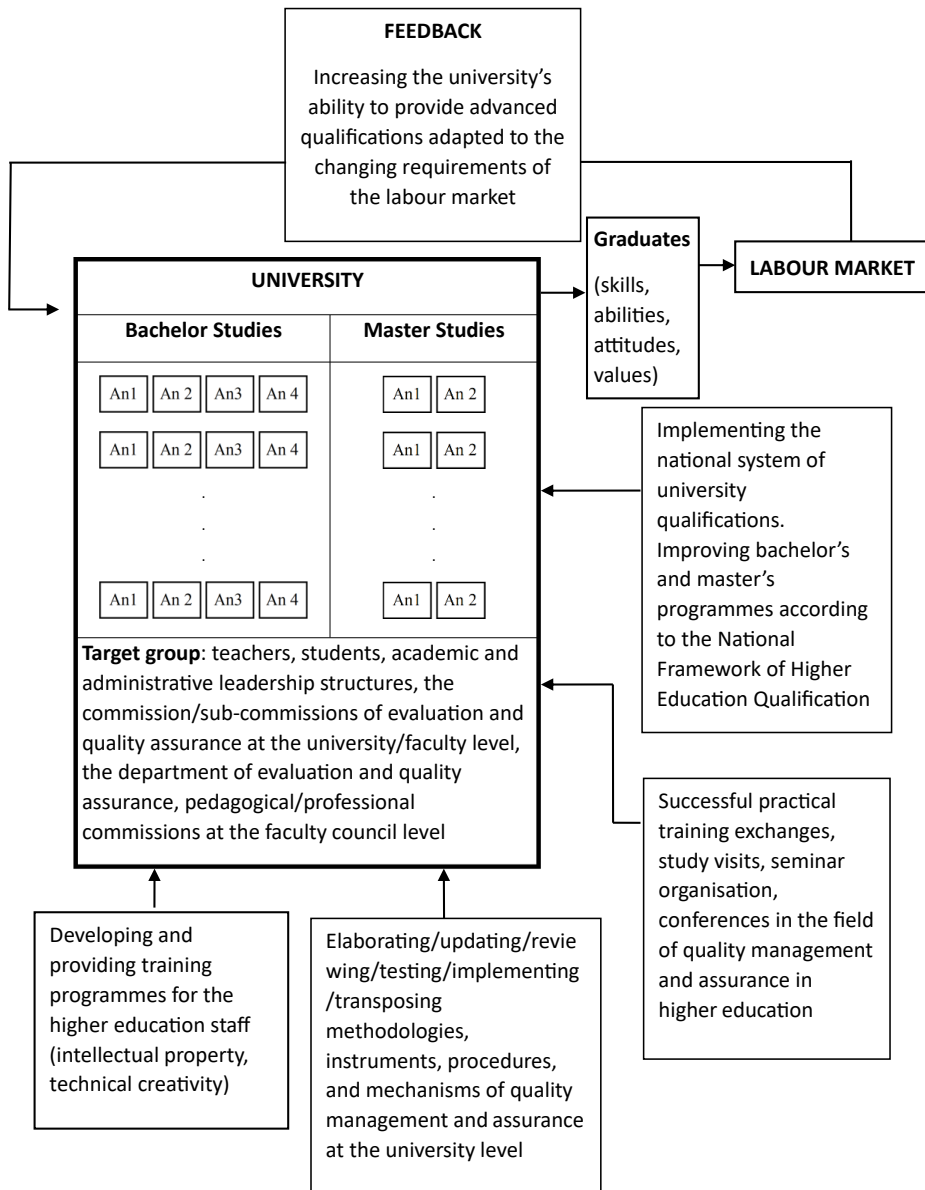 FEEDBACK
Increasing the university's
ability to provide advanced
qualifications adapted to the
changing requirements of
the labour market
Graduates
(skills,
abilities,
attitudes,
values)
LABOUR MARKET
UNIVERSITY
Bachelor Studies Master Studies
An1 An 2 An3 An 4 An1 An 2
An1 An 2 An3 An 4 An1 An 2
. .
. .
. .
An1 An 2 An3 An 4 An1 An 2
Target group: teachers, students, academic and
administrative leadership structures, the
commission/sub-commissions of evaluation and
quality assurance at the university/faculty level,
the department of evaluation and quality
assurance, pedagogical/professional
commissions at the faculty council level
Implementing the
national system of
university
qualifications.
Improving bachelor's
and master's
programmes according
to the National
Framework of Higher
Education Qualification
Successful practical
training exchanges,
study visits, seminar
organisation,
conferences in the field
of quality management
and assurance in
higher education
Developing and
providing training
programmes for the
higher education staff
(intellectual property,
technical creativity)
Elaborating/updating/revie
wing/testing/implementing
/transposing
methodologies,
instruments, procedures,
and mechanisms of quality
management and assurance
at the university level